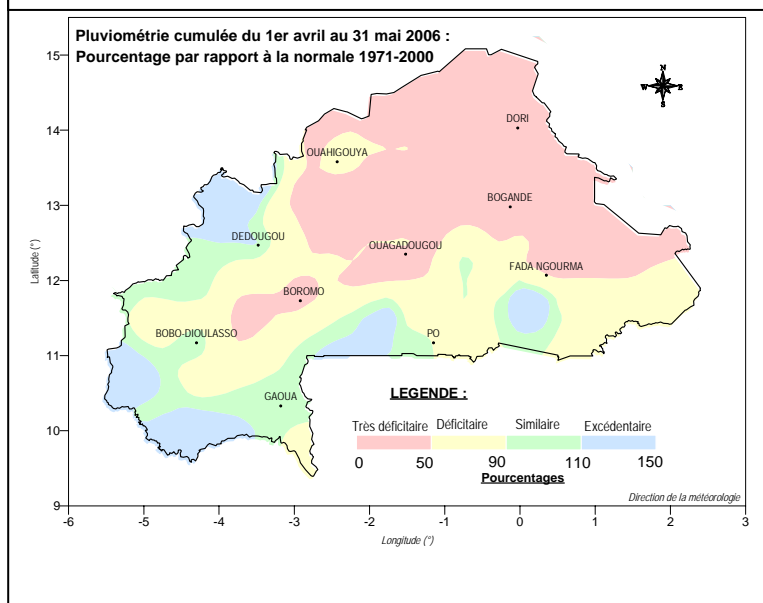 Pluviométrie cumulée du 1er avril au 31 mai 2006 :
Pourcentage par rapport à la normale 1971-2000
N
W E
S
15
14
13
12
11
10
9
Latitude (°)
DORI
OUAHIGOUYA
BOGANDE
DEDOUGOU
OUAGADOUGOU
FADA NGOURMA
BOROMO
BOBO-DIOULASSO
PO
GAOUA
LEGENDE :
Très déficitaire Déficitaire Similaire Excédentaire
0 50 90 110 150
Pourcentages
Direction de la météorologie
-6 -5 -4 -3 -2 -1 0 1 2 3
Longitude (°)